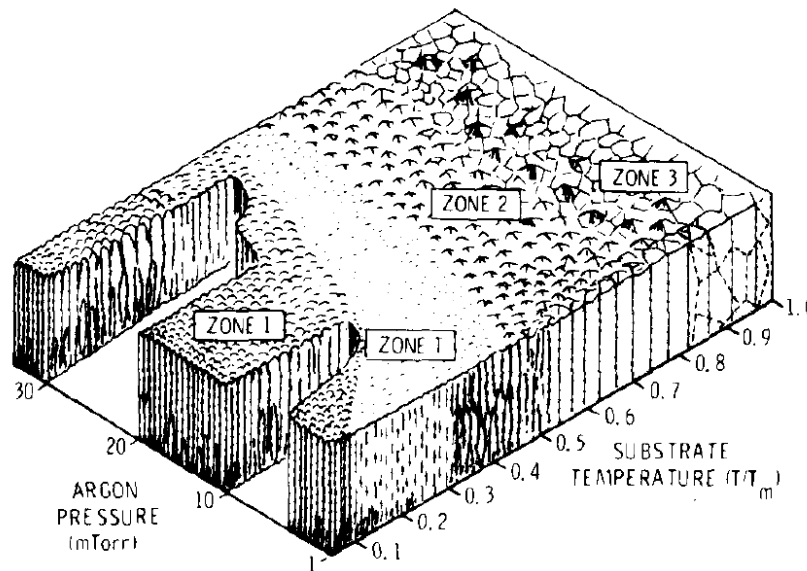 ZONE 3
ZONE 2
ZONE 1
ZONE T
30
20
10
1
ARGON
PRESSURE
(mTorr)
0.1
0.2
0.3
0.4
0.5
0.6
0.7
0.8
0.9
1.0
SUBSTRATE
TEMPERATURE (T/Tm)